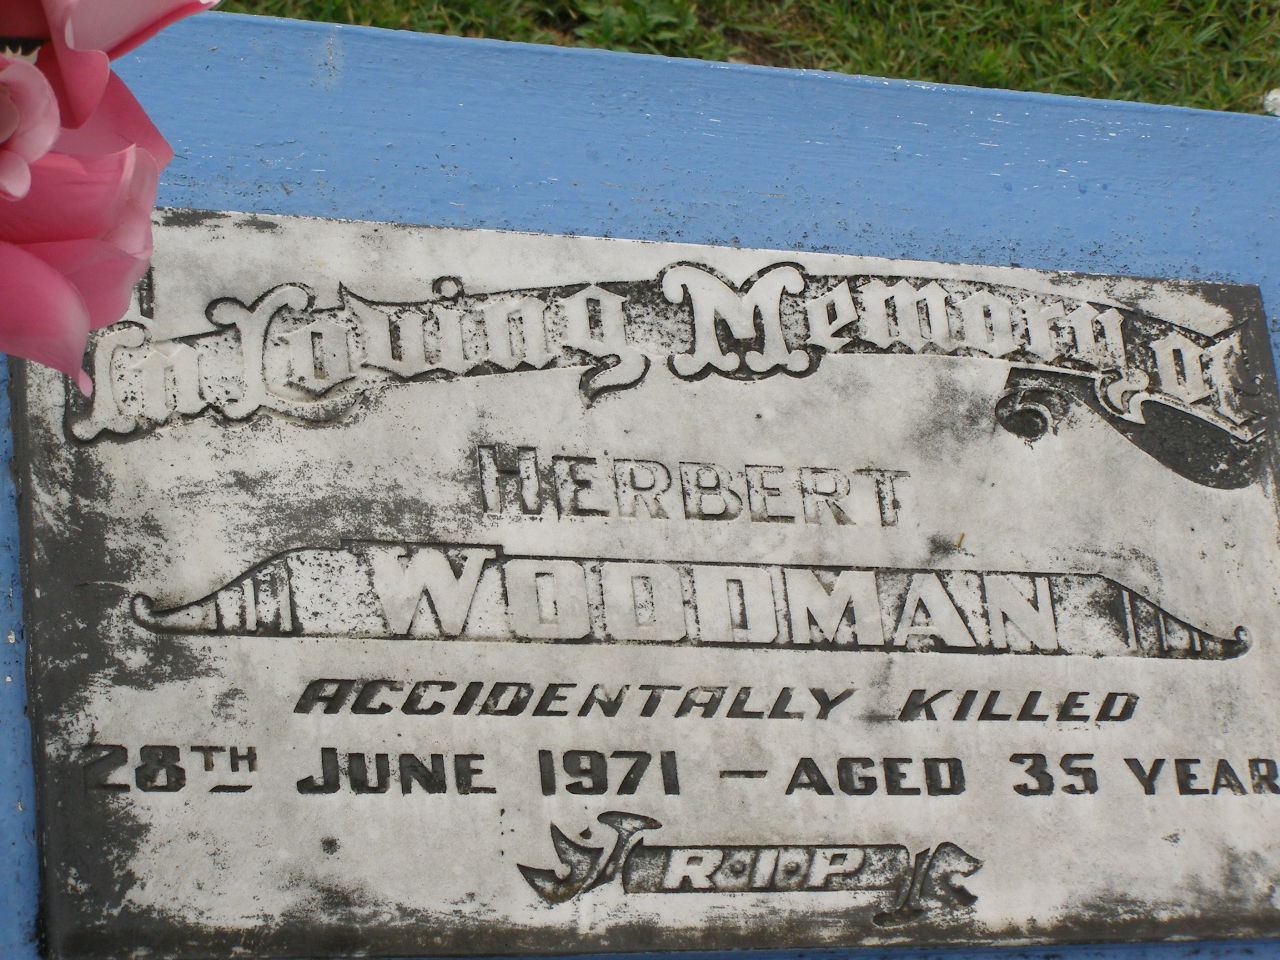 In Loving Memory of
HERBERT
WOODMAN
ACCIDENTALLY KILLED
28TH JUNE 1971 - AGED 35 YEAR
R·I·P